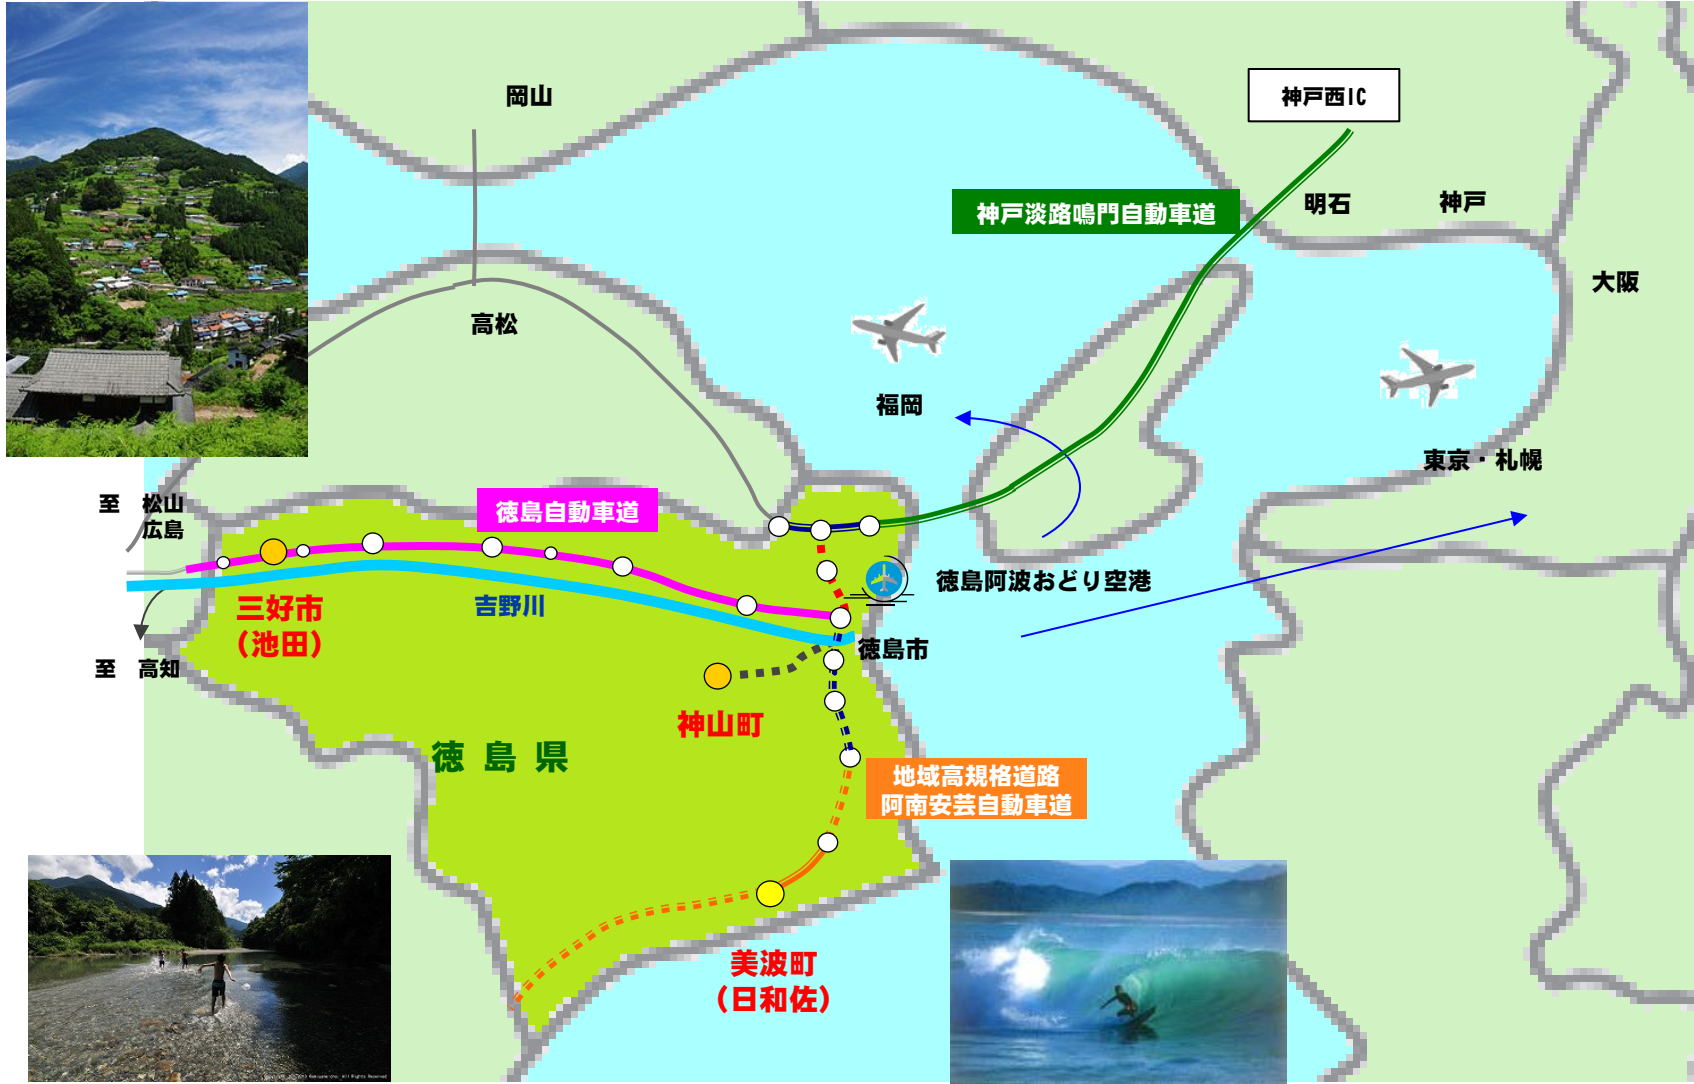 岡山
神戸西IC
神戸淡路鳴門自動車道
明石
神戸
大阪
高松
福岡
東京・札幌
至 松山
広島
徳島自動車道
徳島阿波おどり空港
三好市
（池田）
吉野川
徳島市
至 高知
神山町
徳島県
地域高規格道路
阿南安芸自動車道
美波町
（日和佐）